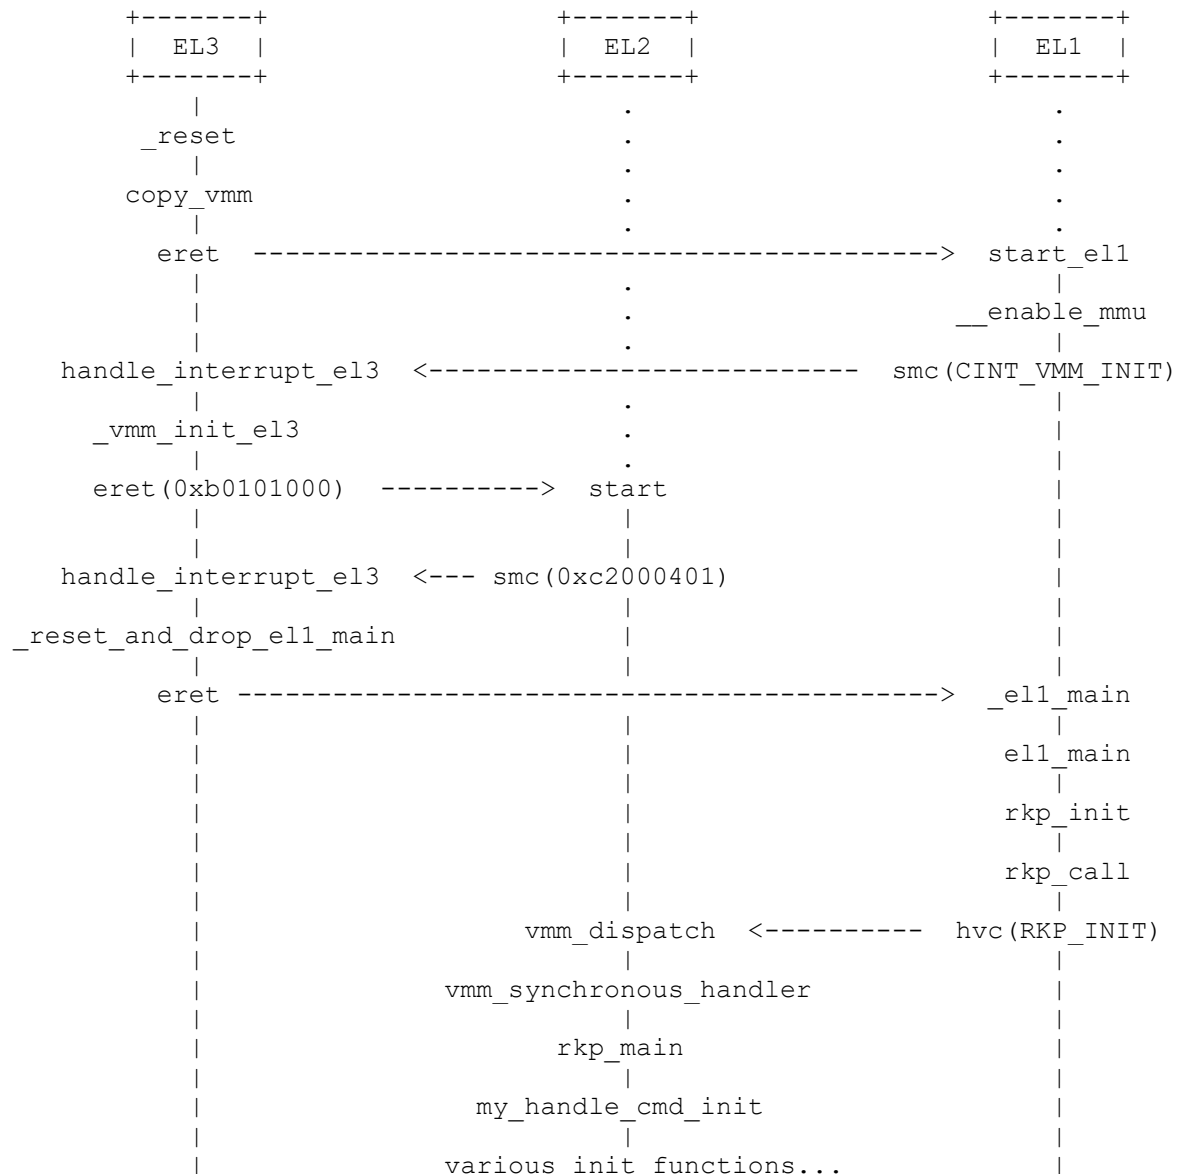 +-------+ +-------+ +-------+
| EL3 | | EL2 | | EL1 |
+-------+ +-------+ +-------+
| . .
_reset . .
| . .
copy_vmm . .
| . .
eret -------------------------------------------> start_el1
| . |
| . __enable_mmu
| . |
handle_interrupt_el3 <--------------------------- smc(CINT_VMM_INIT)
| . |
_vmm_init_el3 . |
| . |
eret(0xb0101000) ----------> start |
| | |
| | |
handle_interrupt_el3 <--- smc(0xc2000401) |
| | |
_reset_and_drop_el1_main | |
| | |
eret --------------------------------------------> _el1_main
| | |
| | el1_main
| | |
| | rkp_init
| | |
| | rkp_call
| | |
| vmm_dispatch <---------- hvc(RKP_INIT)
| | |
| vmm_synchronous_handler |
| | |
| rkp_main |
| | |
| my_handle_cmd_init |
| | |
| various init functions... |